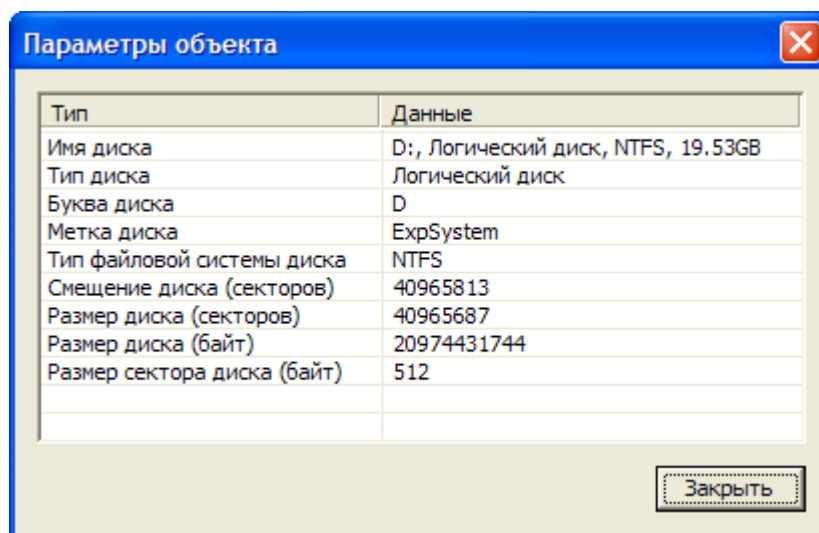 Параметры объекта
Тип Данные
Имя диска D:, Логический диск, NTFS, 19.53GB
Тип диска Логический диск
Буква диска D
Метка диска ExpSystem
Тип файловой системы диска NTFS
Смещение диска (секторов) 40965813
Размер диска (секторов) 40965687
Размер диска (байт) 20974431744
Размер сектора диска (байт) 512
Закрыть